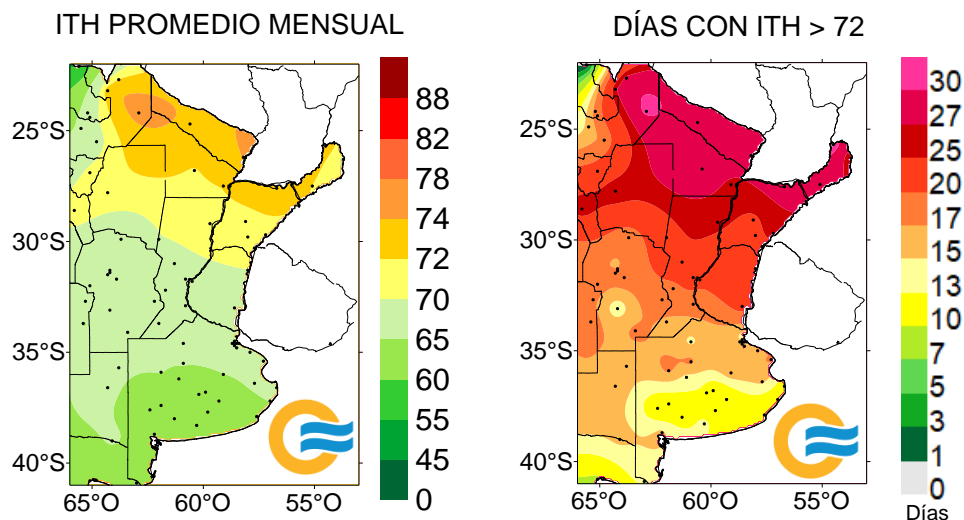 ITH PROMEDIO MENSUAL
DÍAS CON ITH > 72
25°S
30°S
35°S
40°S
65°O
60°O
55°O
88
82
78
74
72
70
65
60
55
45
0
25°S
30°S
35°S
40°S
65°O
60°O
55°O
30
27
25
20
17
15
13
10
7
5
3
1
0
Días